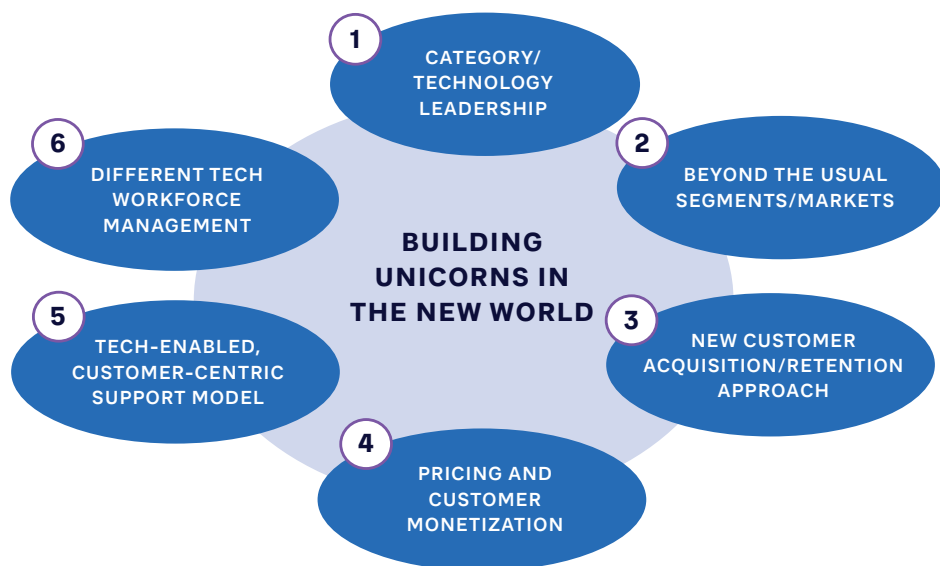 1
CATEGORY/
TECHNOLOGY
LEADERSHIP
2
BEYOND THE USUAL
SEGMENTS/MARKETS
3
NEW CUSTOMER
ACQUISITION/RETENTION
APPROACH
4
PRICING AND
CUSTOMER
MONETIZATION
5
TECH-ENABLED,
CUSTOMER-CENTRIC
SUPPORT MODEL
6
DIFFERENT TECH
WORKFORCE
MANAGEMENT
BUILDING
UNICORNS IN
THE NEW WORLD